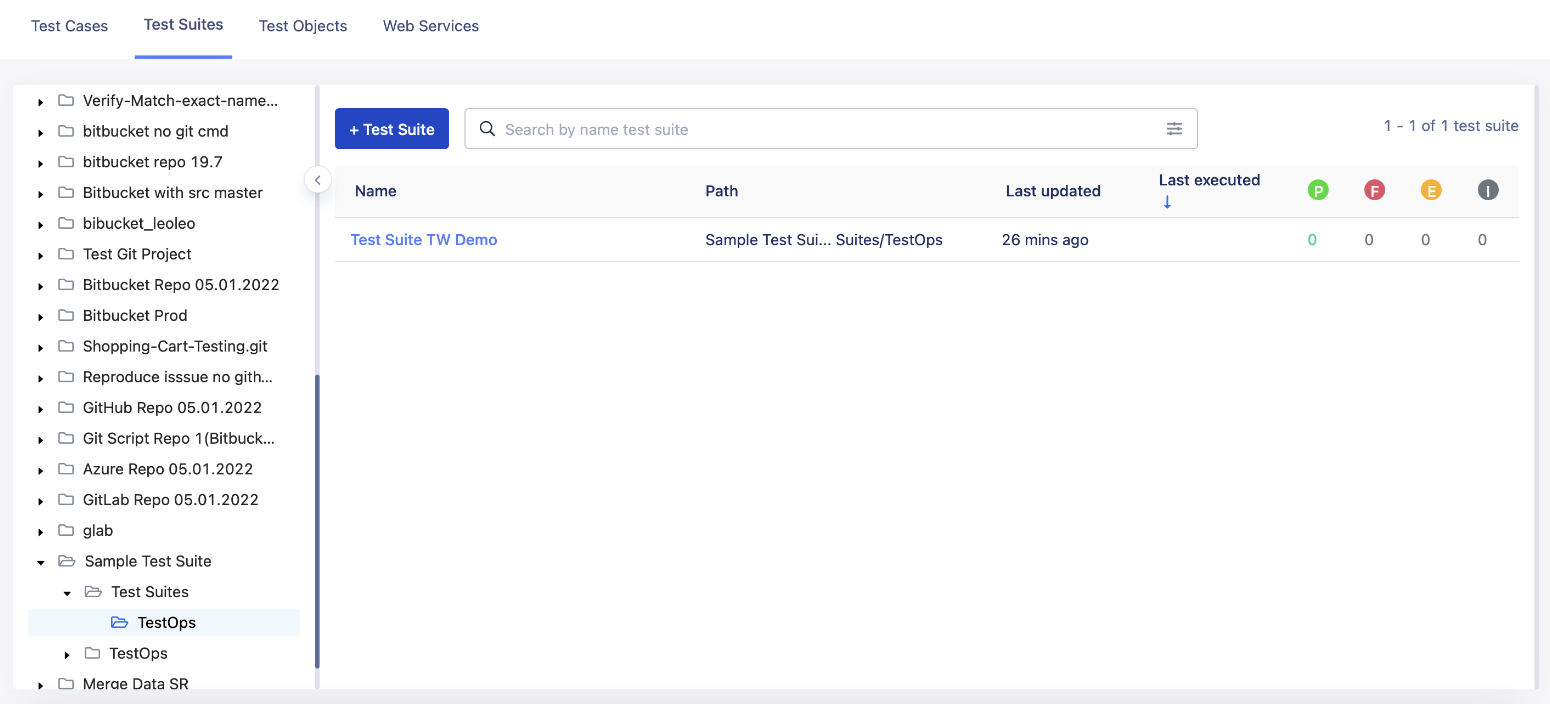 Test Cases
Test Suites
Test Objects
Web Services
Verify-Match-exact-name...
bitbucket no git cmd
bitbucket repo 19.7
Bitbucket with src master
bibucket_leoleo
Test Git Project
Bitbucket Repo 05.01.2022
Bitbucket Prod
Shopping-Cart-Testing.git
Reproduce isssue no gith...
GitHub Repo 05.01.2022
Git Script Repo 1(Bitbuck...
Azure Repo 05.01.2022
GitLab Repo 05.01.2022
glab
Sample Test Suite
Test Suites
TestOps
TestOps
Merge Data SR
+ Test Suite
Search by name test suite
1 - 1 of 1 test suite
Name Path Last updated Last executed ↓ P F E I
Test Suite TW Demo Sample Test Sui... Suites/TestOps 26 mins ago 0 0 0 0